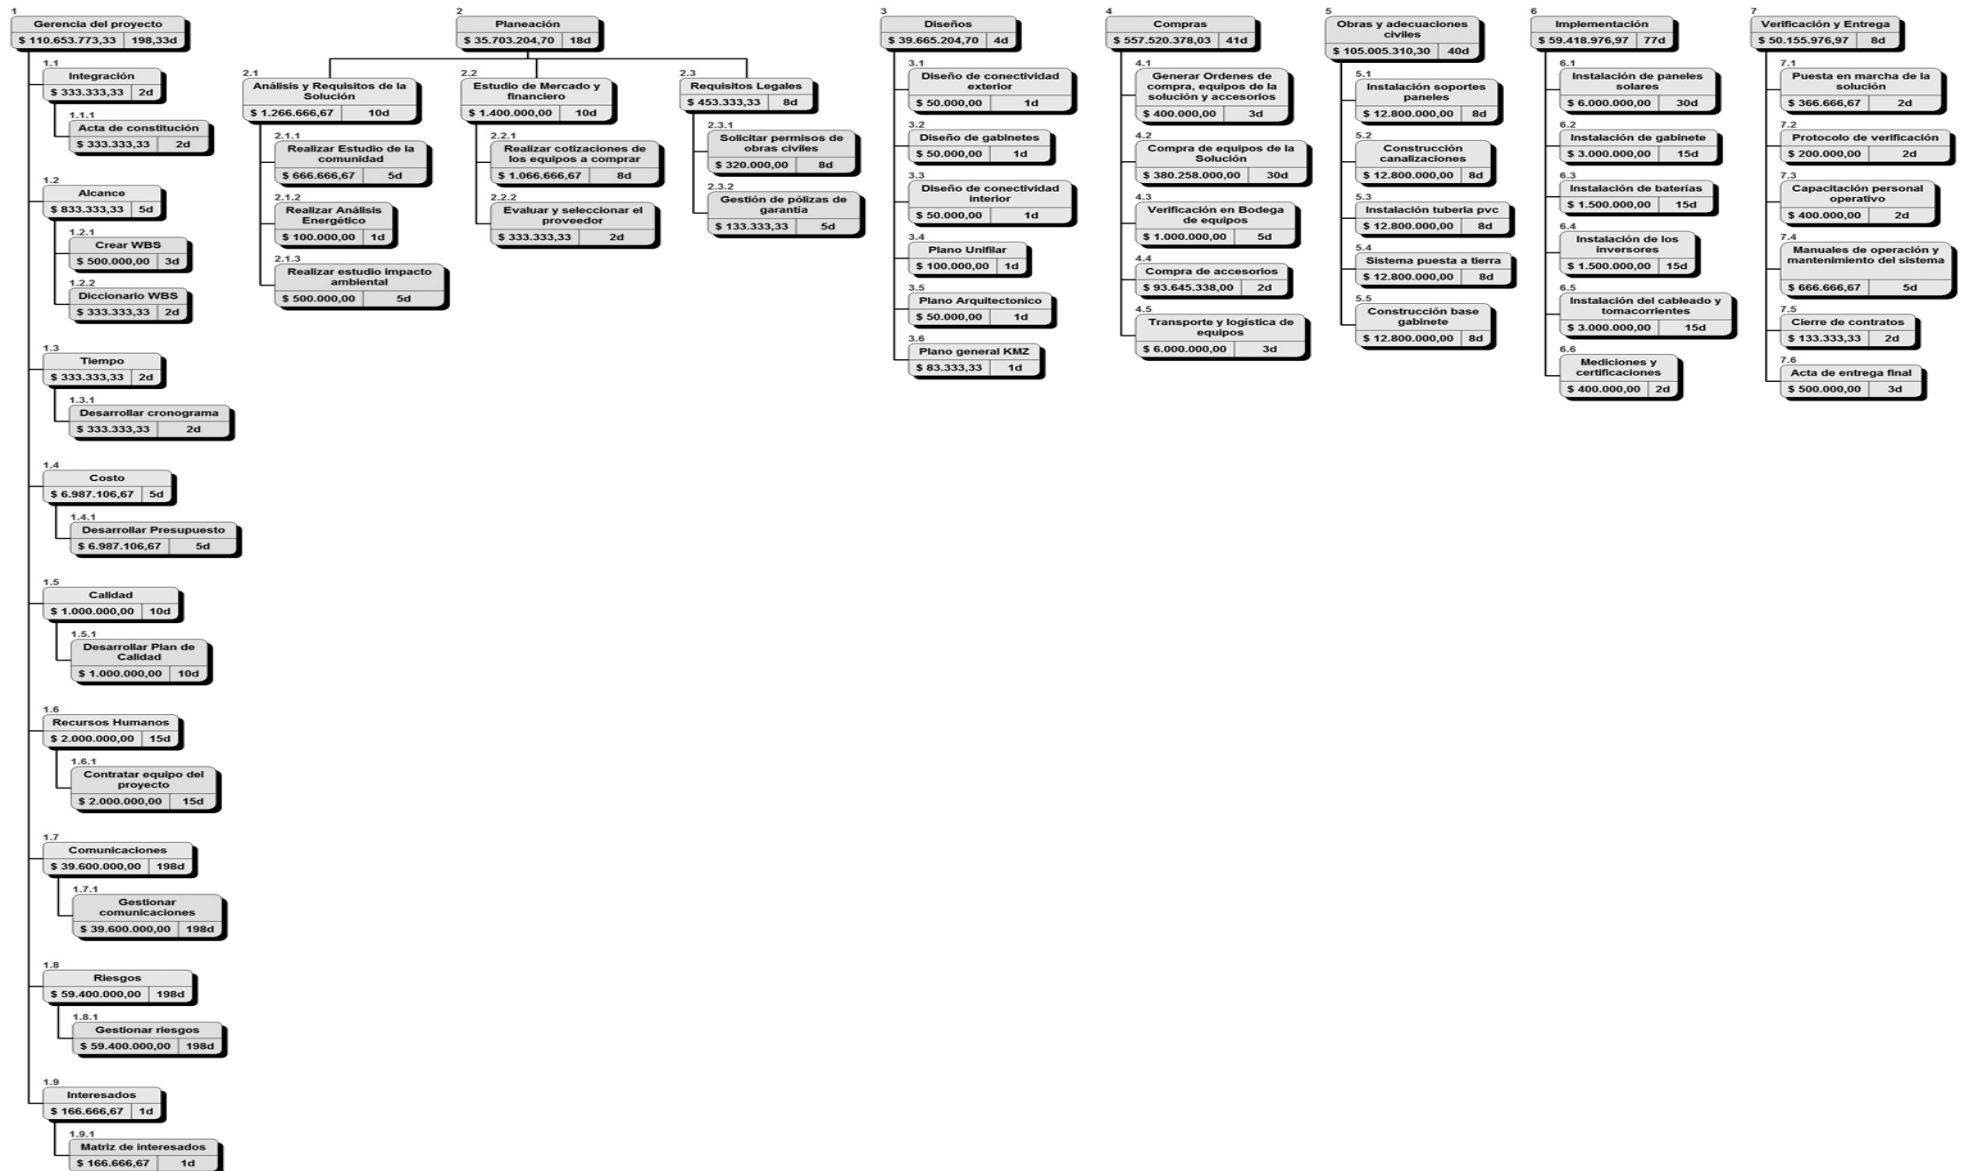 1
Gerencia del proyecto
$ 110.653.773,33 198,33d
1.1
Integración
$ 333.333,33 2d
1.1.1
Acta de constitución
$ 333.333,33 2d
1.2
Alcance
$ 833.333,33 5d
1.2.1
Crear WBS
$ 500.000,00 3d
1.2.2
Diccionario WBS
$ 333.333,33 2d
1.3
Tiempo
$ 333.333,33 2d
1.3.1
Desarrollar cronograma
$ 333.333,33 2d
1.4
Costo
$ 6.987.106,67 5d
1.4.1
Desarrollar Presupuesto
$ 6.987.106,67 5d
1.5
Calidad
$ 1.000.000,00 10d
1.5.1
Desarrollar Plan de
Calidad
$ 1.000.000,00 10d
1.6
Recursos Humanos
$ 2.000.000,00 15d
1.6.1
Contratar equipo del
proyecto
$ 2.000.000,00 15d
1.7
Comunicaciones
$ 39.600.000,00 198d
1.7.1
Gestionar
comunicaciones
$ 39.600.000,00 198d
1.8
Riesgos
$ 59.400.000,00 198d
1.8.1
Gestionar riesgos
$ 59.400.000,00 198d
1.9
Interesados
$ 166.666,67 1d
1.9.1
Matriz de interesados
$ 166.666,67 1d
2
Planeación
$ 35.703.204,70 18d
2.1
Análisis y Requisitos de la
Solución
$ 1.266.666,67 10d
2.1.1
Realizar Estudio de la
comunidad
$ 666.666,67 5d
2.1.2
Realizar Análisis
Energético
$ 100.000,00 1d
2.1.3
Realizar estudio impacto
ambiental
$ 500.000,00 5d
2.2
Estudio de Mercado y
financiero
$ 1.400.000,00 10d
2.2.1
Realizar cotizaciones de
los equipos a comprar
$ 1.066.666,67 8d
2.2.2
Evaluar y seleccionar el
proveedor
$ 333.333,33 2d
2.3
Requisitos Legales
$ 453.333,33 8d
2.3.1
Solicitar permisos de
obras civiles
$ 320.000,00 8d
2.3.2
Gestión de pólizas de
garantía
$ 133.333,33 5d
3
Diseños
$ 39.665.204,70 4d
3.1
Diseño de conectividad
exterior
$ 50.000,00 1d
3.2
Diseño de gabinetes
$ 50.000,00 1d
3.3
Diseño de conectividad
interior
$ 50.000,00 1d
3.4
Plano Unifilar
$ 100.000,00 1d
3.5
Plano Arquitectonico
$ 50.000,00 1d
3.6
Plano general KMZ
$ 83.333,33 1d
4
Compras
$ 557.520.378,03 41d
4.1
Generar Ordenes de
compra, equipos de la
solución y accesorios
$ 400.000,00 3d
4.2
Compra de equipos de la
Solución
$ 380.258.000,00 30d
4.3
Verificación en Bodega
de equipos
$ 1.000.000,00 5d
4.4
Compra de accesorios
$ 93.645.338,00 2d
4.5
Transporte y logística de
equipos
$ 6.000.000,00 3d
5
Obras y adecuaciones
civiles
$ 105.005.310,30 40d
5.1
Instalación soportes
paneles
$ 12.800.000,00 8d
5.2
Construcción
canalizaciones
$ 12.800.000,00 8d
5.3
Instalación tuberia pvc
$ 12.800.000,00 8d
5.4
Sistema puesta a tierra
$ 12.800.000,00 8d
5.5
Construcción base
gabinete
$ 12.800.000,00 8d
6
Implementación
$ 59.418.976,97 77d
6.1
Instalación de paneles
solares
$ 6.000.000,00 30d
6.2
Instalación de gabinete
$ 3.000.000,00 15d
6.3
Instalación de baterías
$ 1.500.000,00 15d
6.4
Instalación de los
inversores
$ 1.500.000,00 15d
6.5
Instalación del cableado y
tomacorrientes
$ 3.000.000,00 15d
6.6
Mediciones y
certificaciones
$ 400.000,00 2d
7
Verificación y Entrega
$ 50.155.976,97 8d
7.1
Puesta en marcha de la
solución
$ 366.666,67 2d
7.2
Protocolo de verificación
$ 200.000,00 2d
7.3
Capacitación personal
operativo
$ 400.000,00 2d
7.4
Manuales de operación y
mantenimiento del sistema
$ 666.666,67 5d
7.5
Cierre de contratos
$ 133.333,33 2d
7.6
Acta de entrega final
$ 500.000,00 3d